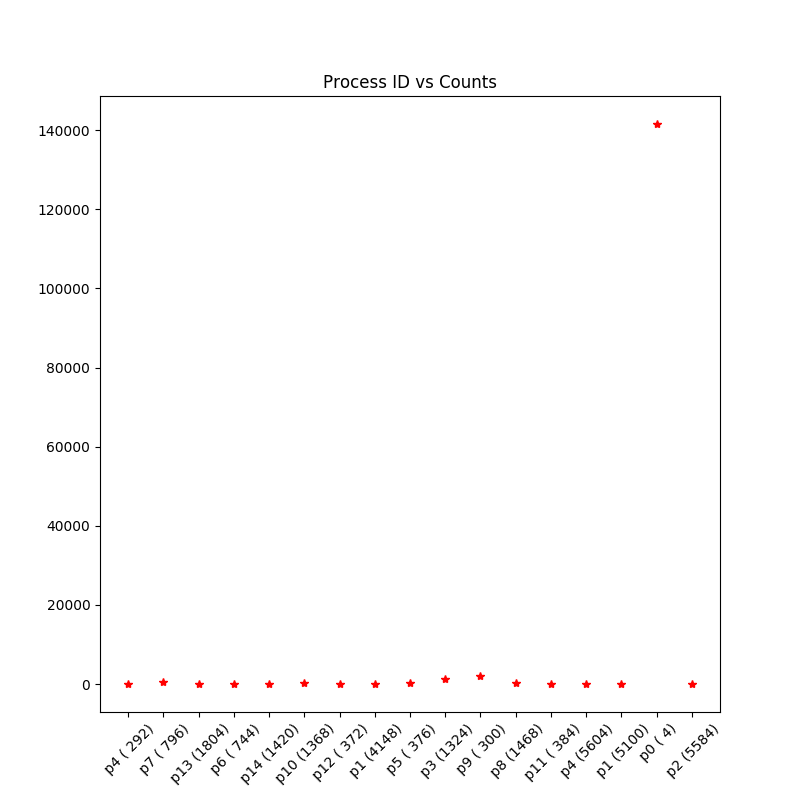 Process ID vs Counts
140000
120000
100000
80000
60000
40000
20000
0
p4 ( 292)
p7 ( 796)
p13 (1804)
p6 ( 744)
p14 (1420)
p10 (1368)
p12 ( 372)
p1 (4148)
p5 ( 376)
p3 (1324)
p9 ( 300)
p8 (1468)
p11 ( 384)
p4 (5604)
p1 (5100)
p0 ( 4)
p2 (5584)